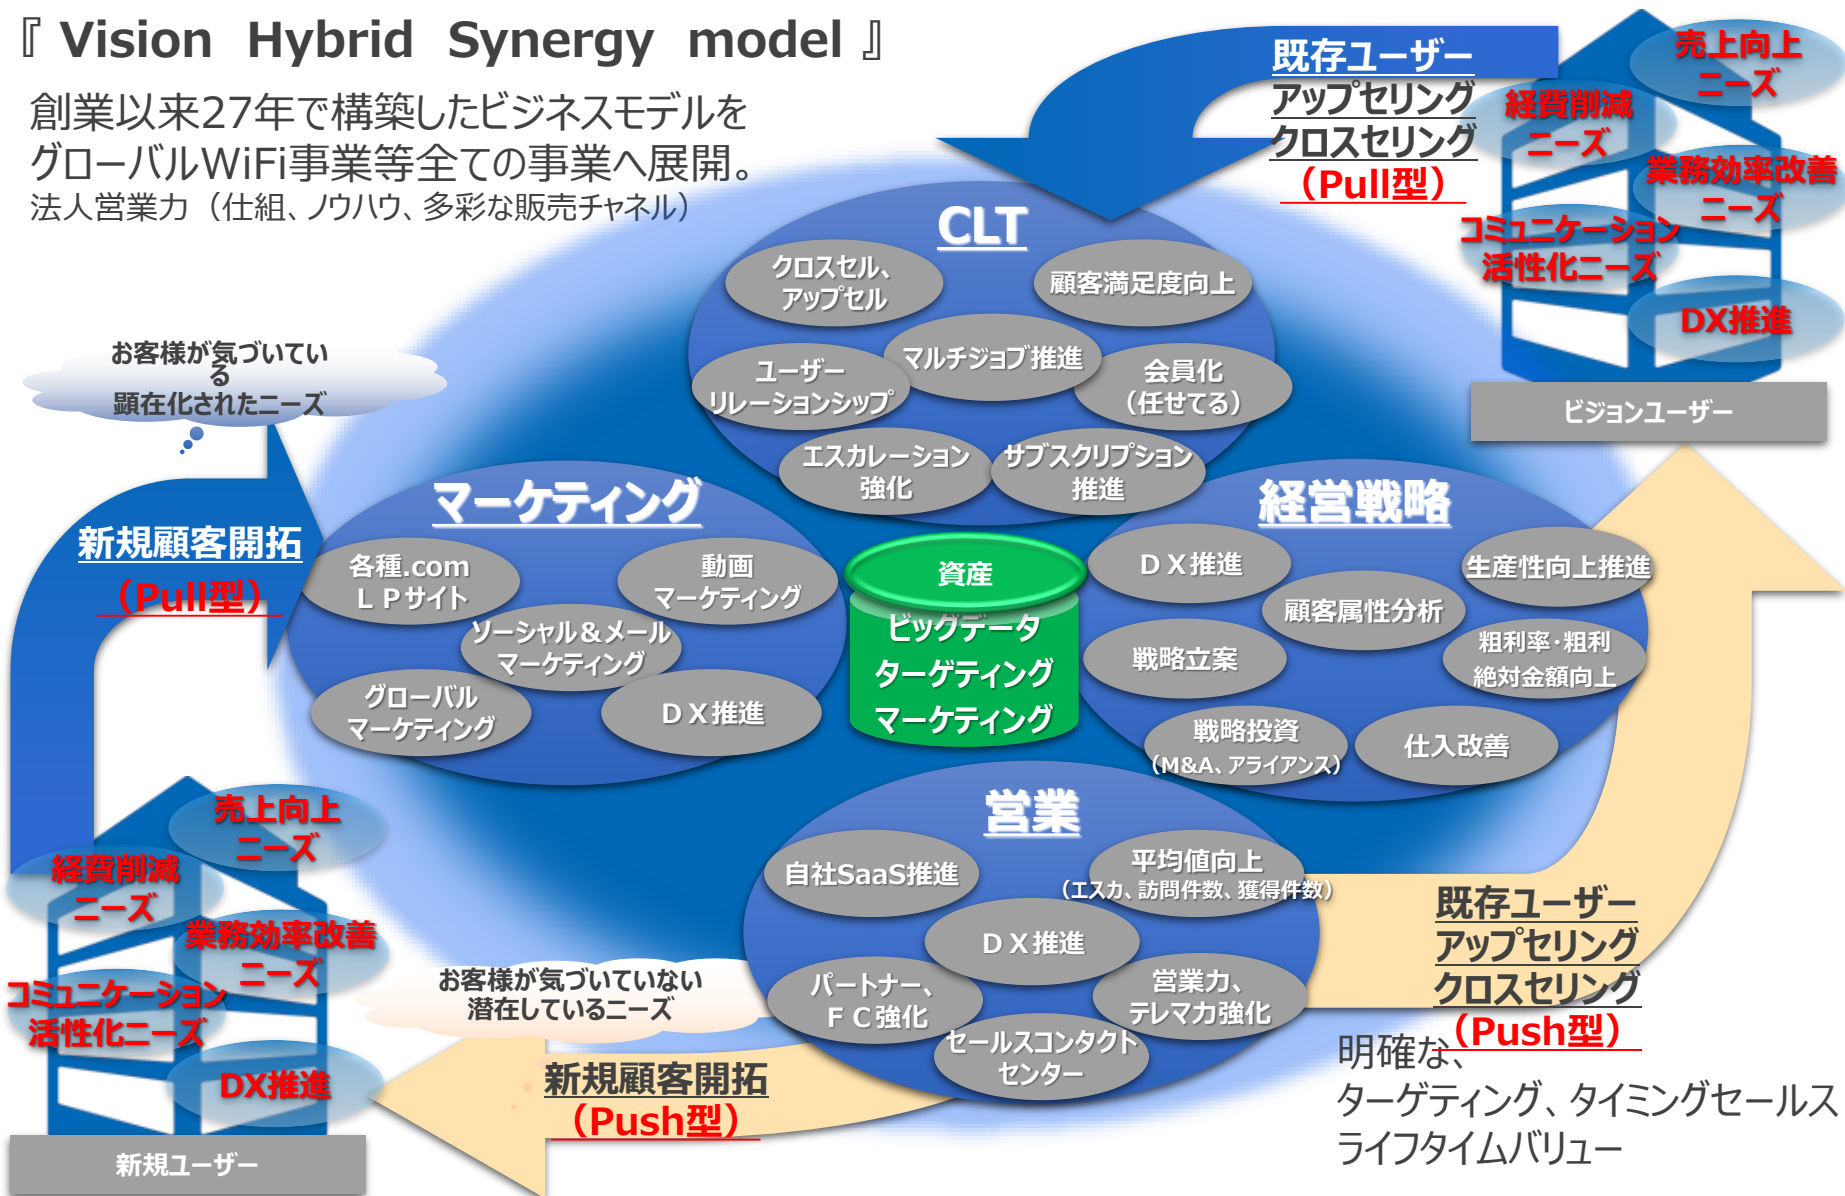 『 Vision Hybrid Synergy model 』
創業以来27年で構築したビジネスモデルを
グローバルWiFi事業等全ての事業へ展開。
法人営業力（仕組、ノウハウ、多彩な販売チャネル）
既存ユーザー
アップセリング
クロスセリング
（Pull型）
売上向上
ニーズ
経費削減
ニーズ
業務効率改善
ニーズ
コミュニケーション
活性化ニーズ
DX推進
ビジョンユーザー
CLT
クロスセル、
アップセル
顧客満足度向上
マルチジョブ推進
ユーザー
リレーションシップ
会員化
（任せてる）
エスカレーション
強化
サブスクリプション
推進
お客様が気づいてい
る
顕在化されたニーズ
新規顧客開拓
（Pull型）
マーケティング
各種.com
ＬＰサイト
動画
マーケティング
ソーシャル＆メール
マーケティング
グローバル
マーケティング
ＤＸ推進
資産
ビッグデータ
ターゲティング
マーケティング
経営戦略
ＤＸ推進
生産性向上推進
顧客属性分析
戦略立案
粗利率･粗利
絶対金額向上
戦略投資
（M&A、アライアンス）
仕入改善
営業
自社SaaS推進
平均値向上
（エスカ、訪問件数、獲得件数）
ＤＸ推進
パートナー、
ＦＣ強化
営業力、
テレマ力強化
セールスコンタクト
センター
売上向上
ニーズ
経費削減
ニーズ
業務効率改善
ニーズ
コミュニケーション
活性化ニーズ
DX推進
新規ユーザー
お客様が気づいていない
潜在しているニーズ
新規顧客開拓
（Push型）
既存ユーザー
アップセリング
クロスセリング
（Push型）
明確な、
ターゲティング、タイミングセールス
ライフタイムバリュー